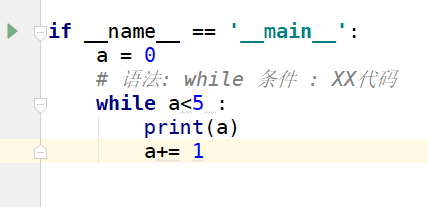 if __name__ == '__main__':
    a = 0
    # 语法: while 条件 : XX代码
    while a<5 :
        print(a)
        a+= 1